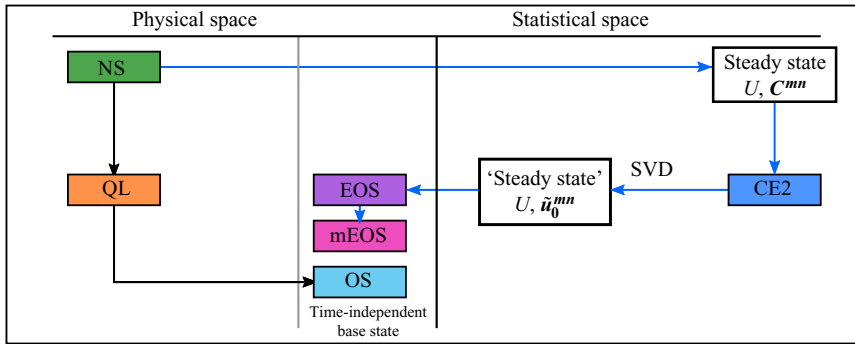 Physical space
Statistical space
NS
Steady state
U, C^mn
QL
EOS
'Steady state'
U, ũ₀^mn
SVD
CE2
mEOS
OS
Time-independent
base state